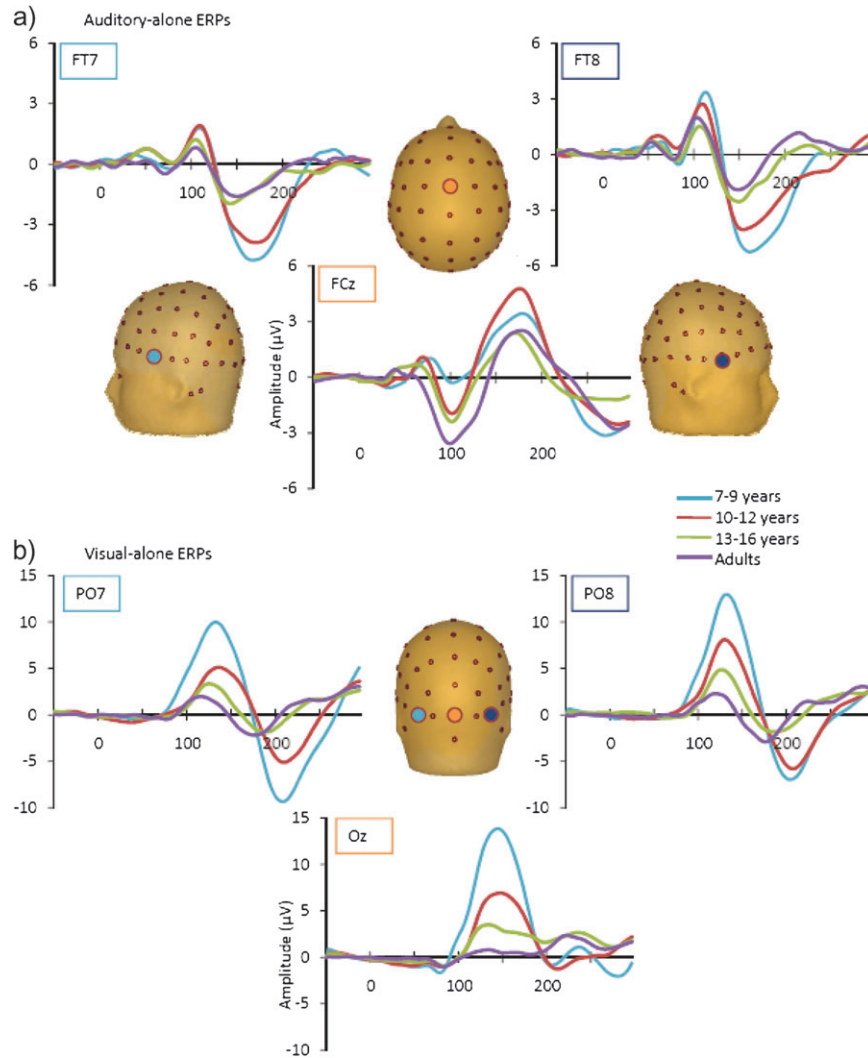 a)
Auditory-alone ERPs
FT7
6
3
0
-3
-6
0 100 200
FT8
6
3
0
-3
-6
0 100 200
FCz
Amplitude (µV)
6
3
0
-3
-6
0 100 200
7-9 years
10-12 years
13-16 years
Adults
b)
Visual-alone ERPs
PO7
15
10
5
0
-5
-10
0 100 200
PO8
15
10
5
0
-5
-10
0 100 200
Oz
Amplitude (µV)
15
10
5
0
-5
-10
0 100 200